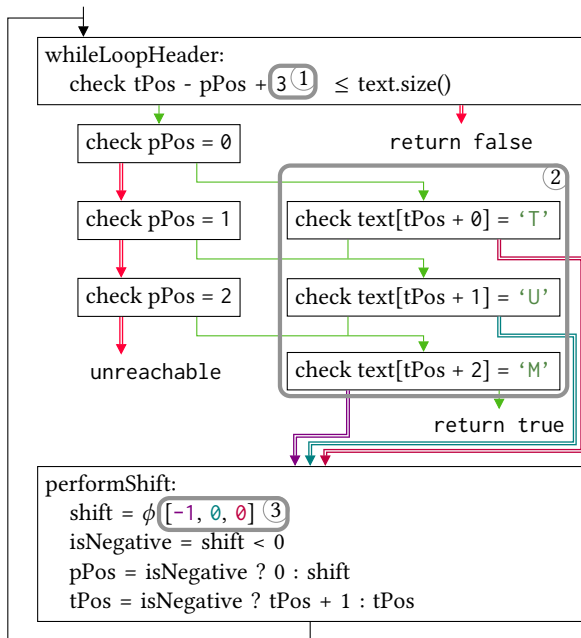 whileLoopHeader:
check tPos - pPos + 3 ① ≤ text.size()
check pPos = 0
return false
②
check pPos = 1
check text[tPos + 0] = ‘T’
check pPos = 2
check text[tPos + 1] = ‘U’
unreachable
check text[tPos + 2] = ‘M’
return true
performShift:
shift = ϕ [-1, 0, 0] ③
isNegative = shift < 0
pPos = isNegative ? 0 : shift
tPos = isNegative ? tPos + 1 : tPos